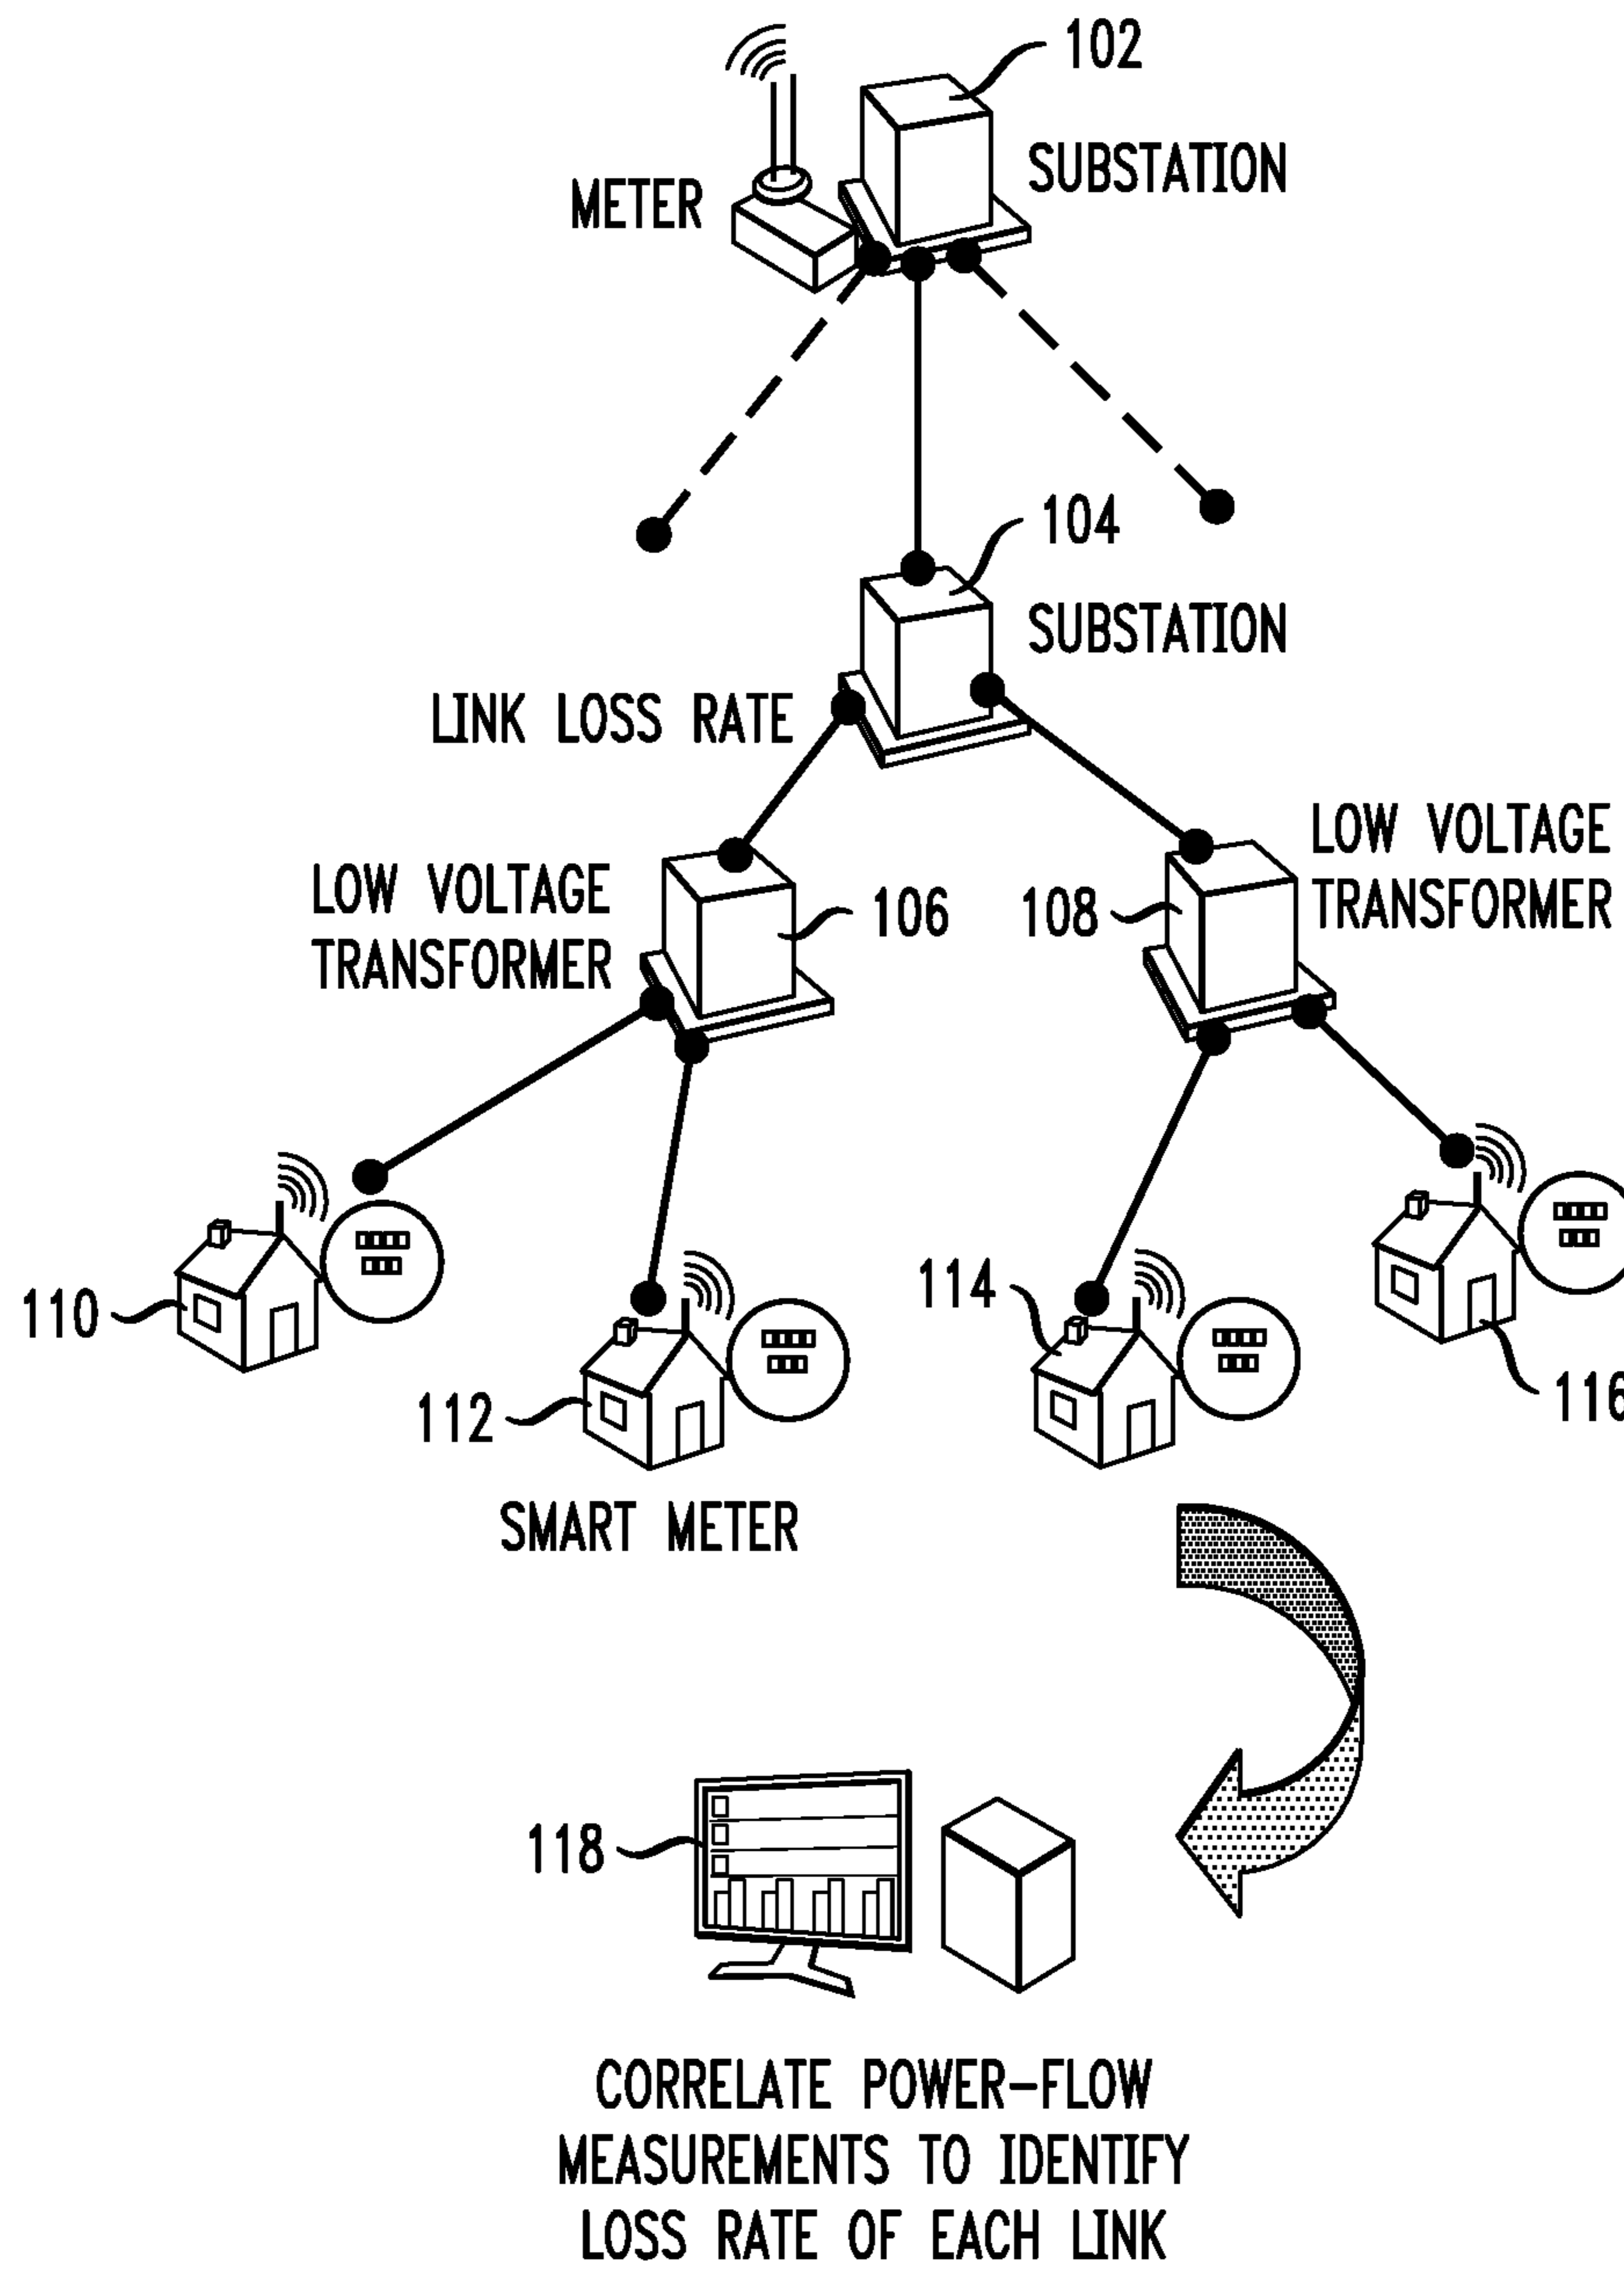 102
SUBSTATION
METER
104
SUBSTATION
LINK LOSS RATE
LOW VOLTAGE
TRANSFORMER
106
108
LOW VOLTAGE
TRANSFORMER
110
112
114
116
SMART METER
118
CORRELATE POWER-FLOW
MEASUREMENTS TO IDENTIFY
LOSS RATE OF EACH LINK